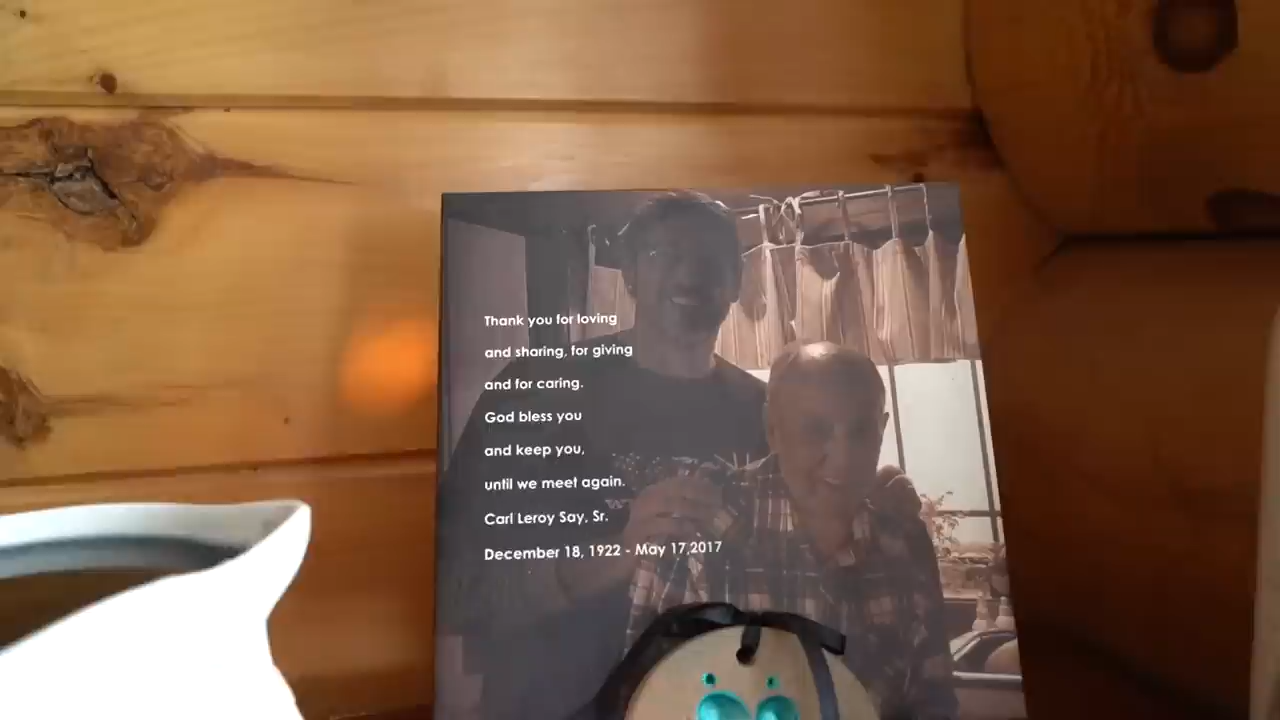 Thank you for loving
and sharing, for giving
and for caring.
God bless you
and keep you,
until we meet again.
Carl Leroy Say, Sr.
December 18, 1922 - May 17,2017